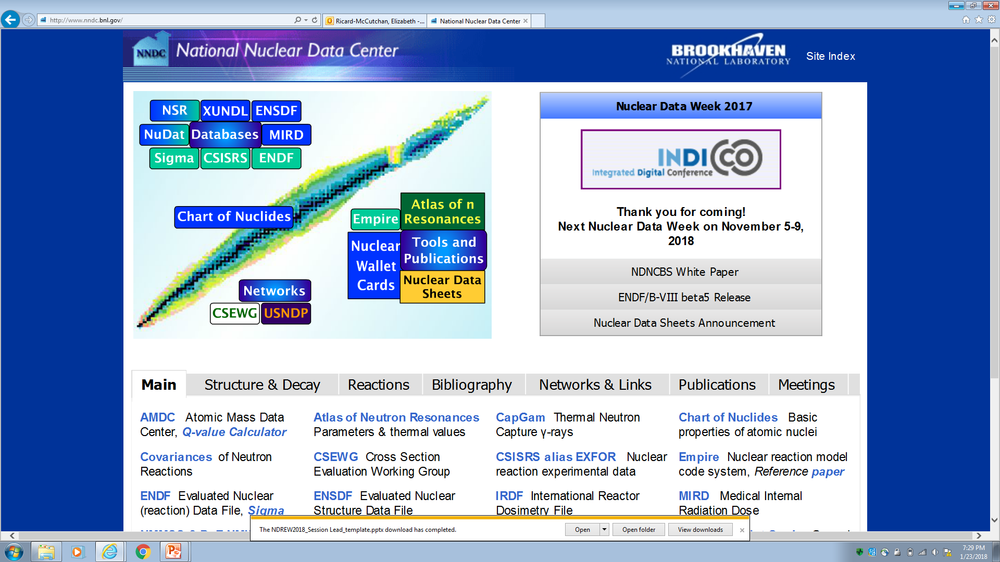 http://www.nndc.bnl.gov/
Ricard-McCutchan, Elizabeth -...
National Nuclear Data Center
NNDC
National Nuclear Data Center
BROOKHAVEN
NATIONAL LABORATORY
Site Index
NSR
XUNDL
ENSDF
NuDat
Databases
MIRD
Sigma
CSISRS
ENDF
Chart of Nuclides
Empire
Atlas of n
Resonances
Nuclear
Wallet
Cards
Tools and
Publications
Nuclear Data
Sheets
Networks
CSEWG
USNDP
Nuclear Data Week 2017
INDICO
Integrated Digital Conference
Thank you for coming!
Next Nuclear Data Week on November 5-9,
2018
NDNCBS White Paper
ENDF/B-VIII beta5 Release
Nuclear Data Sheets Announcement
Main
Structure & Decay
Reactions
Bibliography
Networks & Links
Publications
Meetings
AMDC Atomic Mass Data
Center, Q-value Calculator
Atlas of Neutron Resonances
Parameters & thermal values
CapGam Thermal Neutron
Capture γ-rays
Chart of Nuclides Basic
properties of atomic nuclei
Covariances of Neutron
Reactions
CSEWG Cross Section
Evaluation Working Group
CSISRS alias EXFOR Nuclear
reaction experimental data
Empire Nuclear reaction model
code system, Reference paper
ENDF Evaluated Nuclear
(reaction) Data File, Sigma
ENSDF Evaluated Nuclear
Structure Data File
IRDF International Reactor
Dosimetry File
MIRD Medical Internal
Radiation Dose
The NDREW2018_Session Lead_template.pptx download has completed.
Open
Open folder
View downloads
7:29 PM
1/23/2018